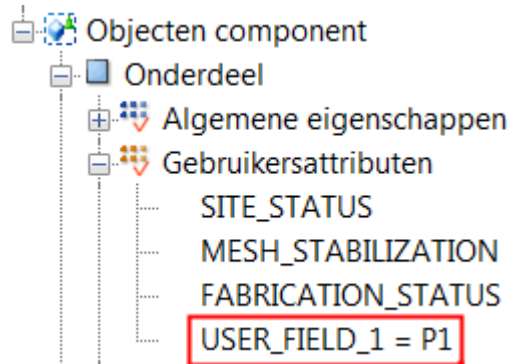 Objecten component
Onderdeel
Algemene eigenschappen
Gebruikersattributen
SITE_STATUS
MESH_STABILIZATION
FABRICATION_STATUS
USER_FIELD_1 = P1